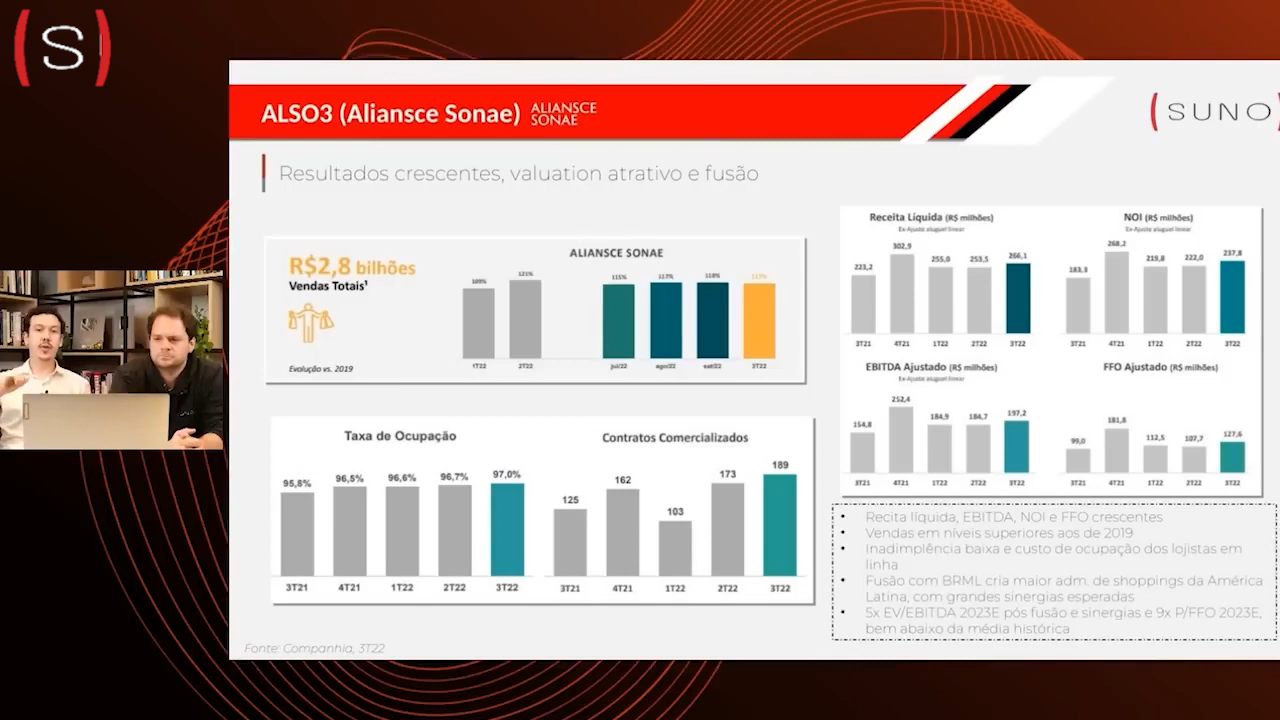 (S)
ALSO3 (Aliansce Sonae) ALIANSCE
SONAE
(SUNO)
Resultados crescentes, valuation atrativo e fusão
R$2,8 bilhões
Vendas Totais¹
Evolução vs. 2019
ALIANSCE SONAE
109% 121% 115% 117% 118% 117%
1T22 2T22 jul/22 ago/22 set/22 3T22
Taxa de Ocupação
95,8% 96,5% 96,6% 96,7% 97,0%
3T21 4T21 1T22 2T22 3T22
Contratos Comercializados
125 162 103 173 189
3T21 4T21 1T22 2T22 3T22
Receita Líquida (R$ milhões)
Ex-Ajuste aluguel linear
223,2 302,9 255,0 253,5 266,1
3T21 4T21 1T22 2T22 3T22
NOI (R$ milhões)
Ex-Ajuste aluguel linear
183,3 268,2 219,8 222,0 237,8
3T21 4T21 1T22 2T22 3T22
EBITDA Ajustado (R$ milhões)
Ex-Ajuste aluguel linear
154,8 252,4 184,9 184,7 197,2
3T21 4T21 1T22 2T22 3T22
FFO Ajustado (R$ milhões)
99,0 181,8 112,5 107,7 127,6
3T21 4T21 1T22 2T22 3T22
• Recita líquida, EBITDA, NOI e FFO crescentes
• Vendas em níveis superiores aos de 2019
• Inadimplência baixa e custo de ocupação dos lojistas em
linha
• Fusão com BRML cria maior adm. de shoppings da América
Latina, com grandes sinergias esperadas
• 5x EV/EBITDA 2023E pós fusão e sinergias e 9x P/FFO 2023E,
bem abaixo da média histórica
Fonte: Companhia, 3T22